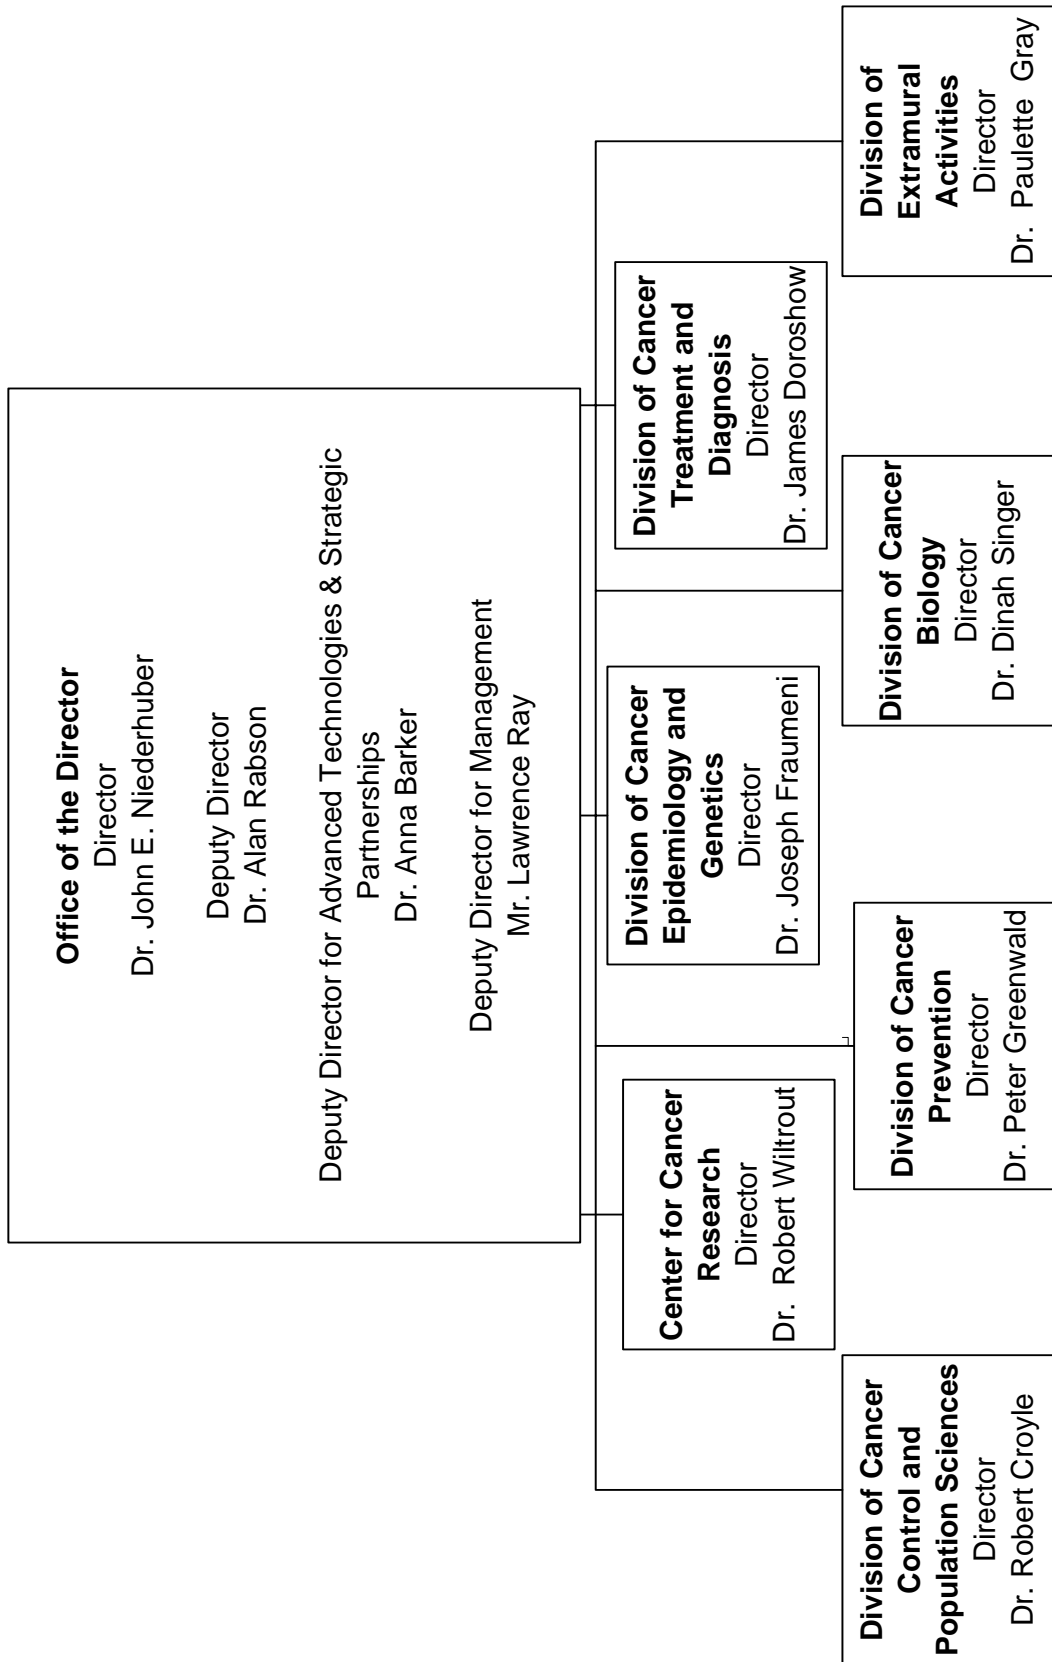 Office of the Director
Director
Dr. John E. Niederhuber
Deputy Director
Dr. Alan Rabson
Deputy Director for Advanced Technologies & Strategic
Partnerships
Dr. Anna Barker
Deputy Director for Management
Mr. Lawrence Ray
Center for Cancer
Research
Director
Dr. Robert Wiltrout
Division of Cancer
Epidemiology and
Genetics
Director
Dr. Joseph Fraumeni
Division of Cancer
Treatment and
Diagnosis
Director
Dr. James Doroshow
Division of Cancer
Control and
Population Sciences
Director
Dr. Robert Croyle
Division of Cancer
Prevention
Director
Dr. Peter Greenwald
Division of Cancer
Biology
Director
Dr. Dinah Singer
Division of
Extramural
Activities
Director
Dr. Paulette Gray